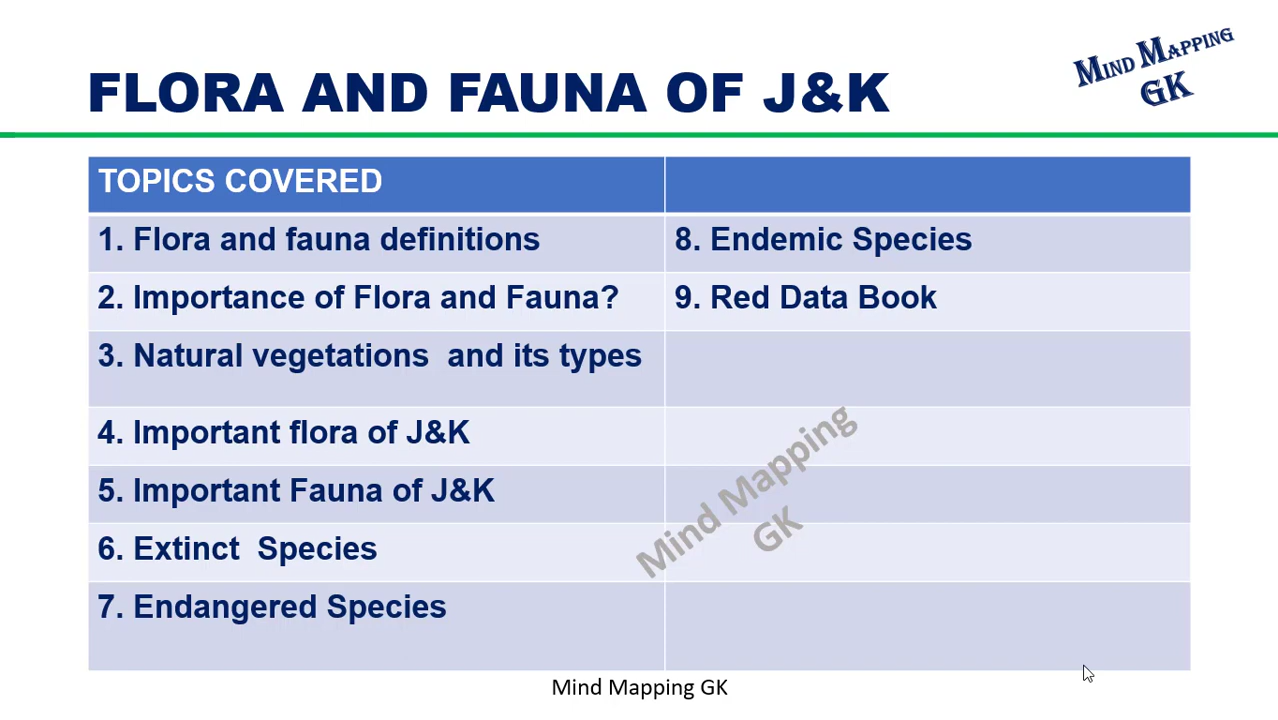 MIND MAPPING
GK
FLORA AND FAUNA OF J&K
TOPICS COVERED
1. Flora and fauna definitions
8. Endemic Species
2. Importance of Flora and Fauna?
9. Red Data Book
3. Natural vegetations  and its types
4. Important flora of J&K
5. Important Fauna of J&K
6. Extinct  Species
7. Endangered Species
Mind Mapping
GK
Mind Mapping GK